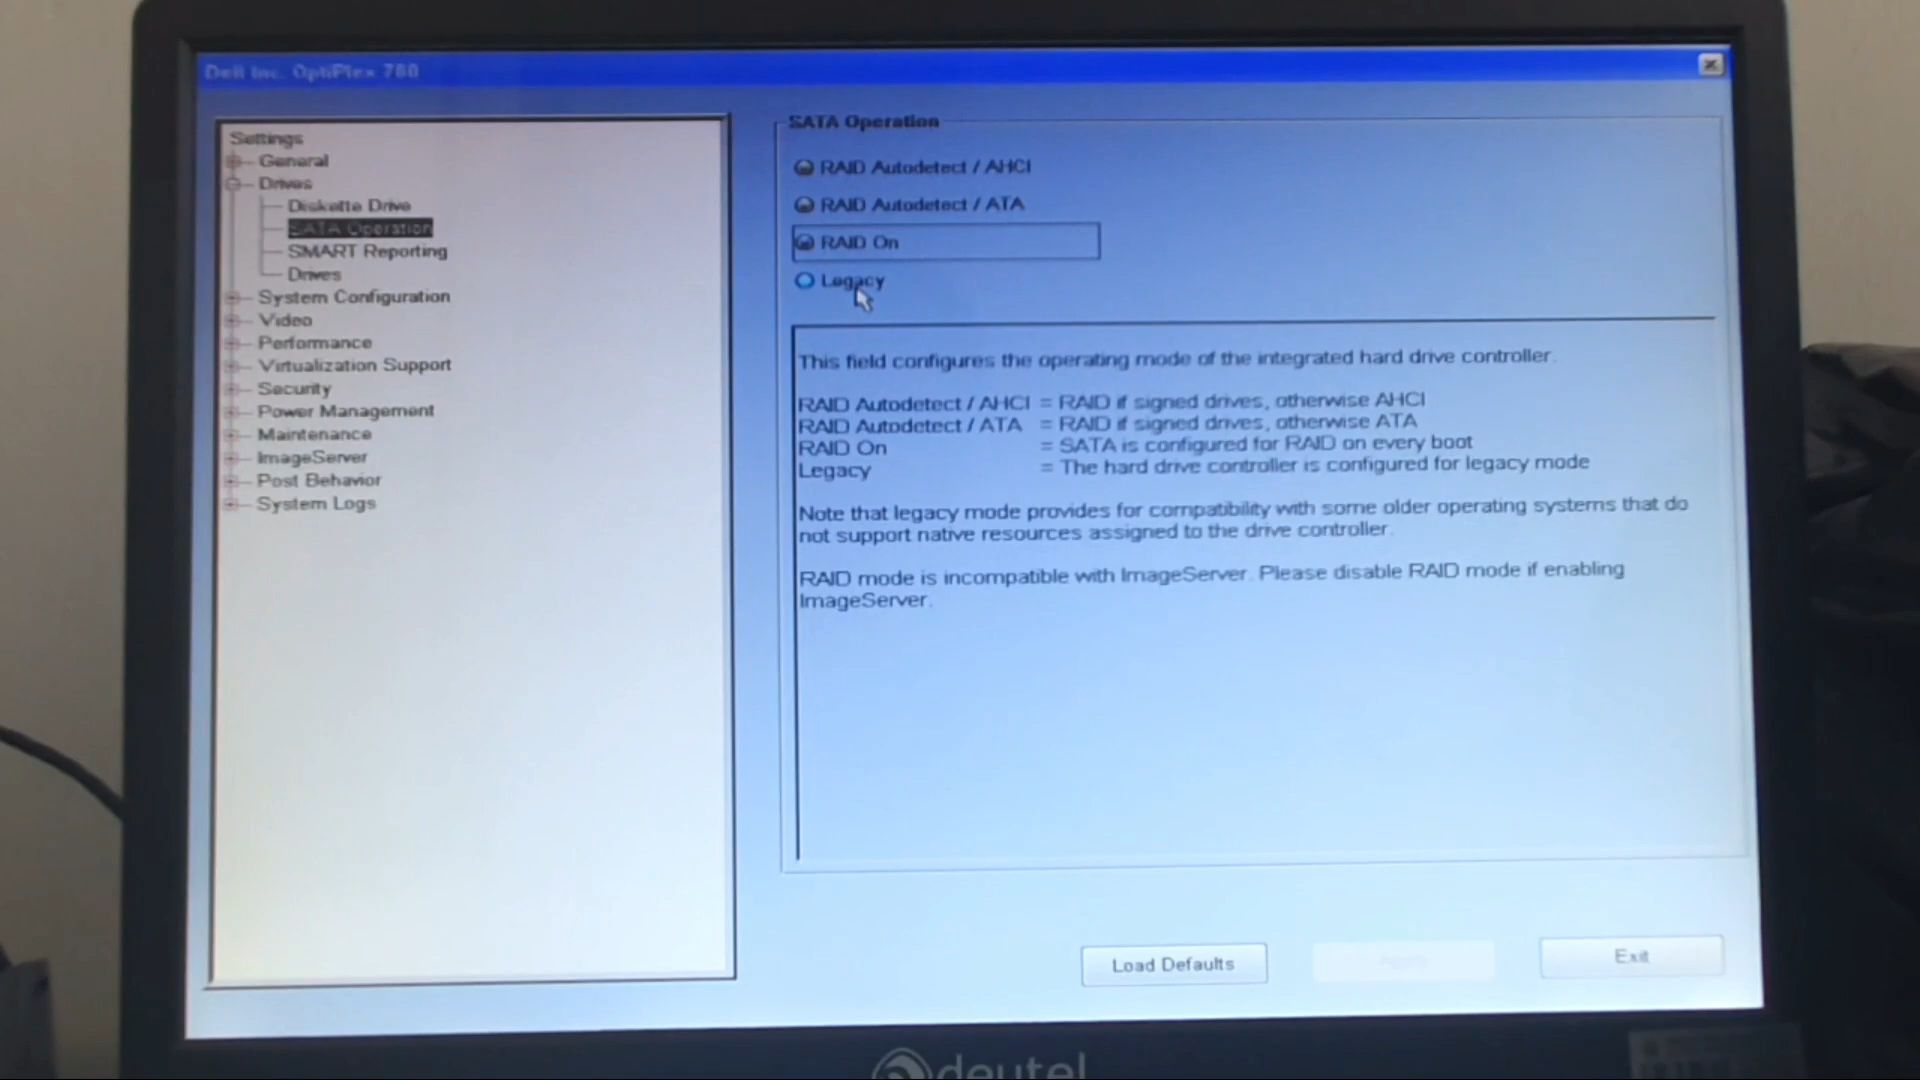 Dell Inc. OptiPlex 780
Settings
General
Drives
Diskette Drive
SATA Operation
SMART Reporting
Drives
System Configuration
Video
Performance
Virtualization Support
Security
Power Management
Maintenance
ImageServer
Post Behavior
System Logs
SATA Operation
RAID Autodetect / AHCI
RAID Autodetect / ATA
RAID On
Legacy
This field configures the operating mode of the integrated hard drive controller.
RAID Autodetect / AHCI = RAID if signed drives, otherwise AHCI
RAID Autodetect / ATA = RAID if signed drives, otherwise ATA
RAID On = SATA is configured for RAID on every boot
Legacy = The hard drive controller is configured for legacy mode
Note that legacy mode provides for compatibility with some older operating systems that do
not support native resources assigned to the drive controller.
RAID mode is incompatible with ImageServer. Please disable RAID mode if enabling
ImageServer.
Load Defaults
Apply
Exit
deutel